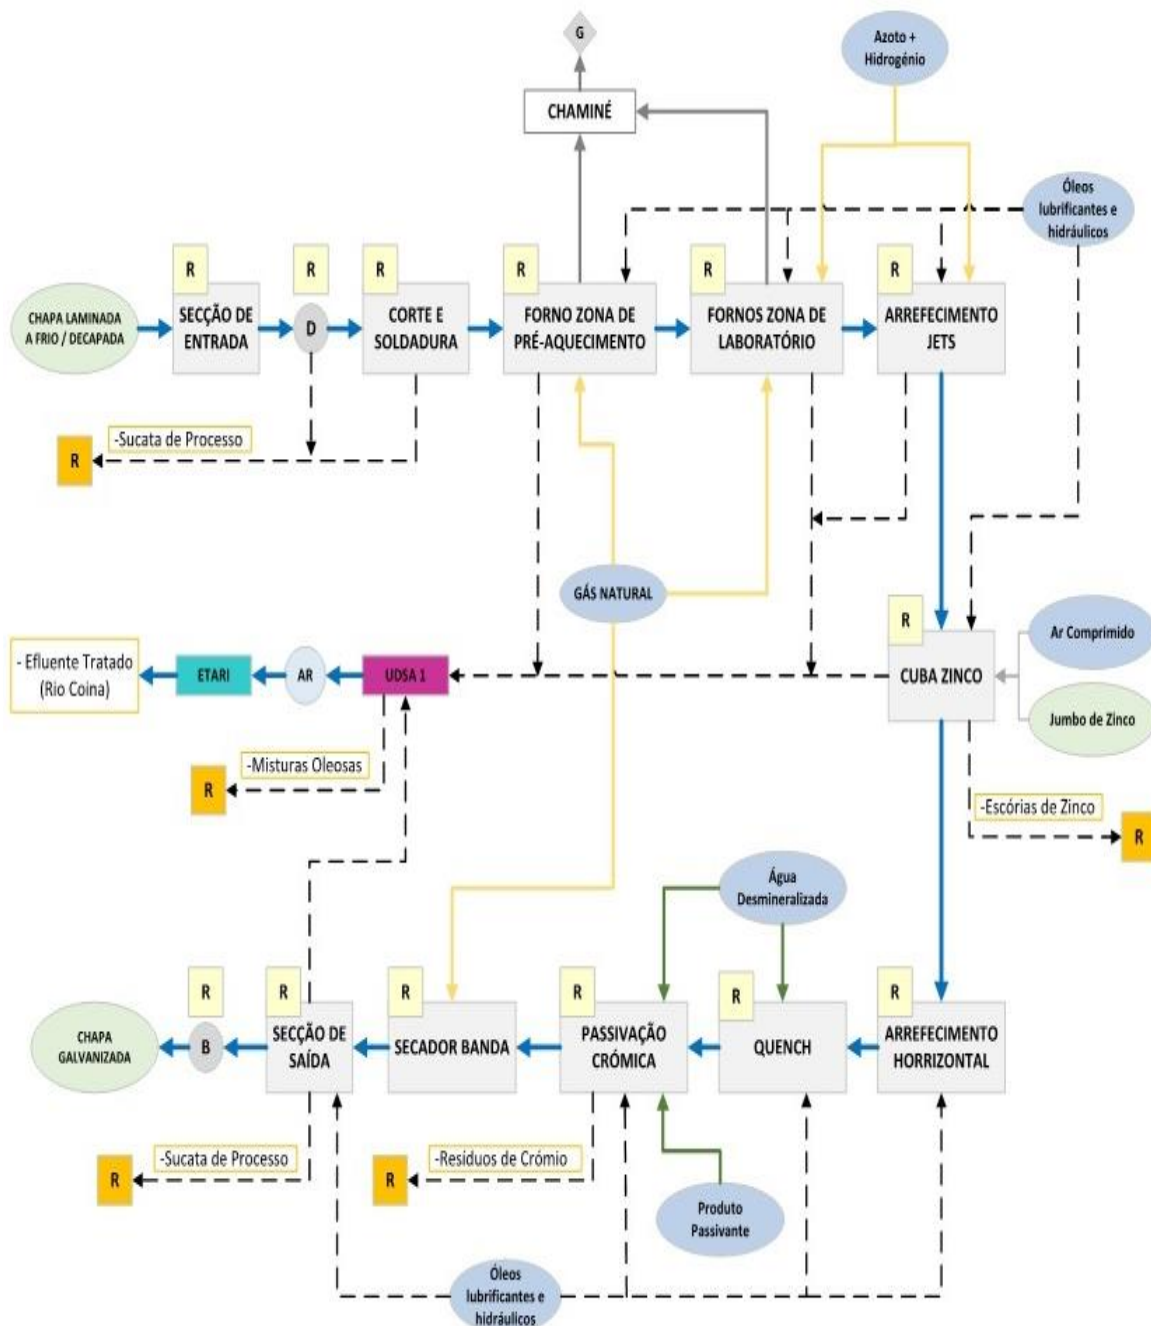 G
Azoto +
Hidrogénio
CHAMINÉ
Óleos
lubrificantes e
hidráulicos
R
R
R
R
R
R
CHAPA LAMINADA
A FRIO / DECAPADA
SECÇÃO DE
ENTRADA
D
CORTE E
SOLDADURA
FORNO ZONA DE
PRÉ-AQUECIMENTO
FORNOS ZONA DE
LABORATÓRIO
ARREFECIMENTO
JETS
-Sucata de Processo
R
GÁS NATURAL
R
Ar Comprimido
- Efluente Tratado
(Rio Coina)
ETARI
AR
UDSA 1
CUBA ZINCO
Jumbo de Zinco
-Misturas Oleosas
R
-Escórias de Zinco
R
Água
Desmineralizada
R
R
R
R
R
R
CHAPA
GALVANIZADA
B
SECÇÃO DE
SAÍDA
SECADOR BANDA
PASSIVAÇÃO
CRÓMICA
QUENCH
ARREFECIMENTO
HORRIZONTAL
-Sucata de Processo
R
-Resíduos de Crómio
R
Produto
Passivante
Óleos
lubrificantes e
hidráulicos